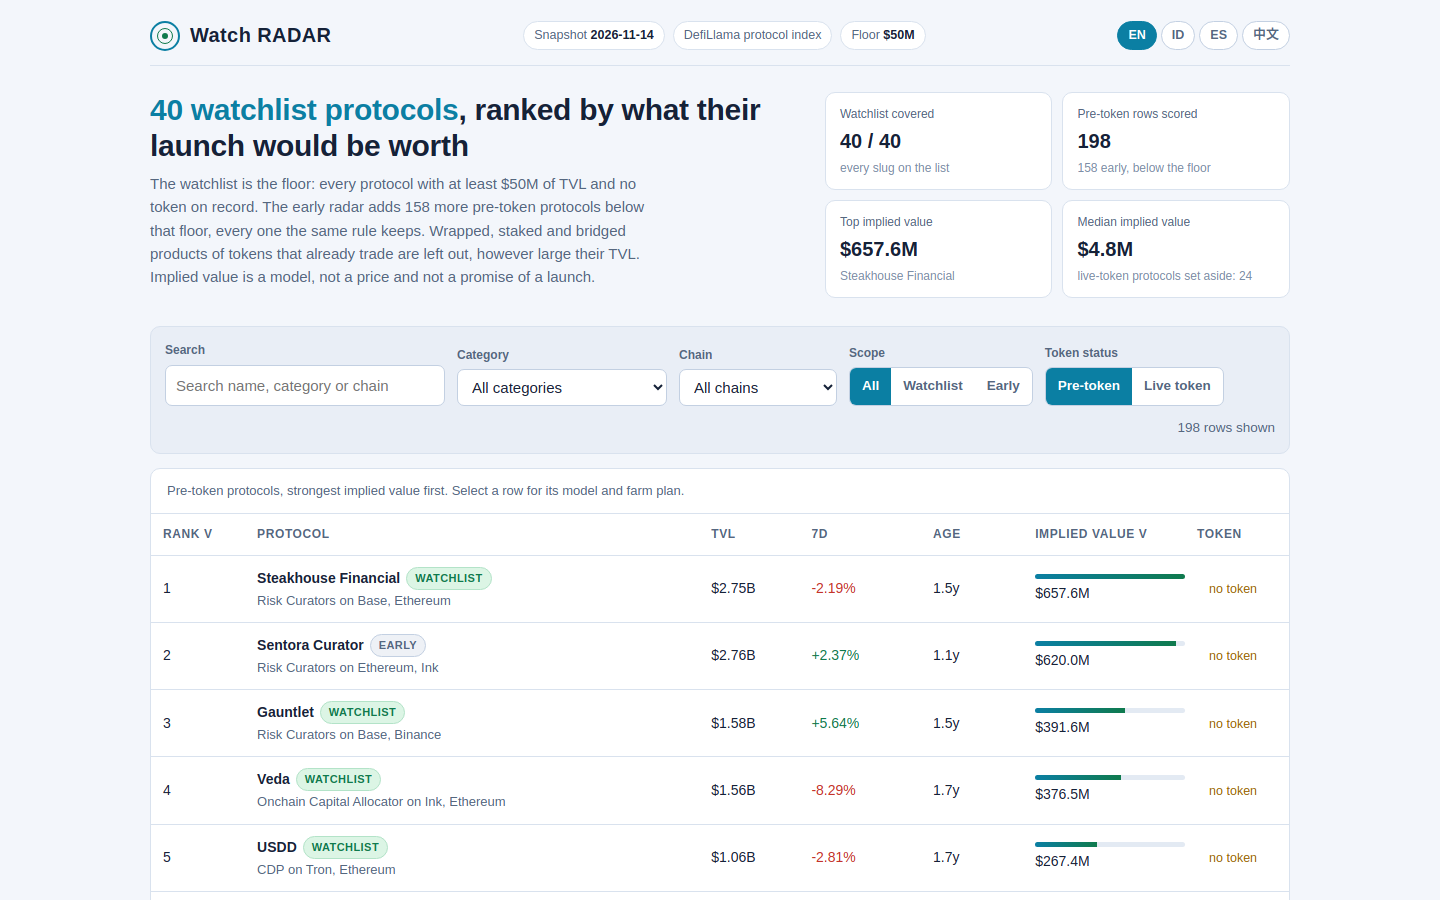 Watch RADAR
Snapshot 2026-11-14
DefiLlama protocol index
Floor $50M
EN
ID
ES
中文
40 watchlist protocols, ranked by what their
launch would be worth
The watchlist is the floor: every protocol with at least $50M of TVL and no
token on record. The early radar adds 158 more pre-token protocols below
that floor, every one the same rule keeps. Wrapped, staked and bridged
products of tokens that already trade are left out, however large their TVL.
Implied value is a model, not a price and not a promise of a launch.
Watchlist covered
40 / 40
every slug on the list
Pre-token rows scored
198
158 early, below the floor
Top implied value
$657.6M
Steakhouse Financial
Median implied value
$4.8M
live-token protocols set aside: 24
Search
Search name, category or chain
Category
All categories
Chain
All chains
Scope
All
Watchlist
Early
Token status
Pre-token
Live token
198 rows shown
Pre-token protocols, strongest implied value first. Select a row for its model and farm plan.
RANK V PROTOCOL TVL 7D AGE IMPLIED VALUE V TOKEN
1 Steakhouse Financial WATCHLIST $2.75B -2.19% 1.5y $657.6M no token
Risk Curators on Base, Ethereum
2 Sentora Curator EARLY $2.76B +2.37% 1.1y $620.0M no token
Risk Curators on Ethereum, Ink
3 Gauntlet WATCHLIST $1.58B +5.64% 1.5y $391.6M no token
Risk Curators on Base, Binance
4 Veda WATCHLIST $1.56B -8.29% 1.7y $376.5M no token
Onchain Capital Allocator on Ink, Ethereum
5 USDD WATCHLIST $1.06B -2.81% 1.7y $267.4M no token
CDP on Tron, Ethereum